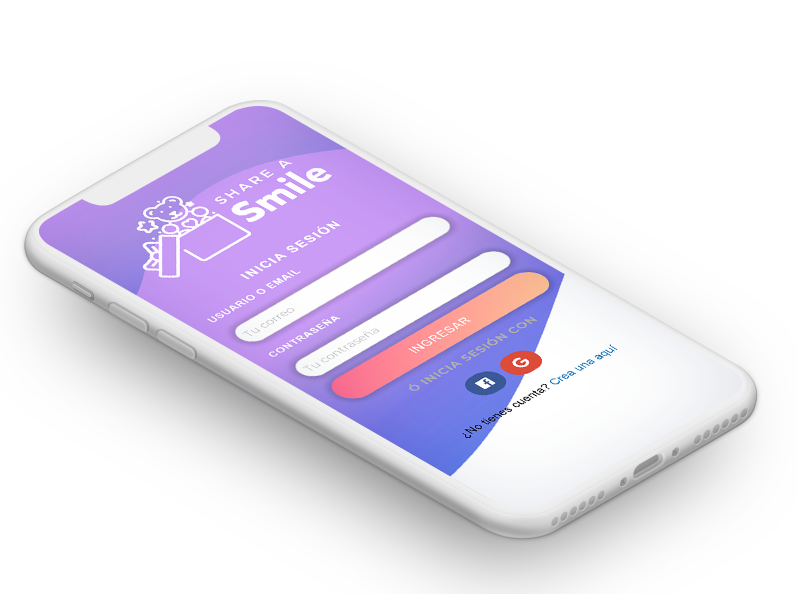 SHARE A
Smile
INICIA SESIÓN
USUARIO O EMAIL
Tu correo
CONTRASEÑA
Tu contraseña
INGRESAR
Ó INICIA SESIÓN CON
f G
¿No tienes cuenta? Crea una aquí